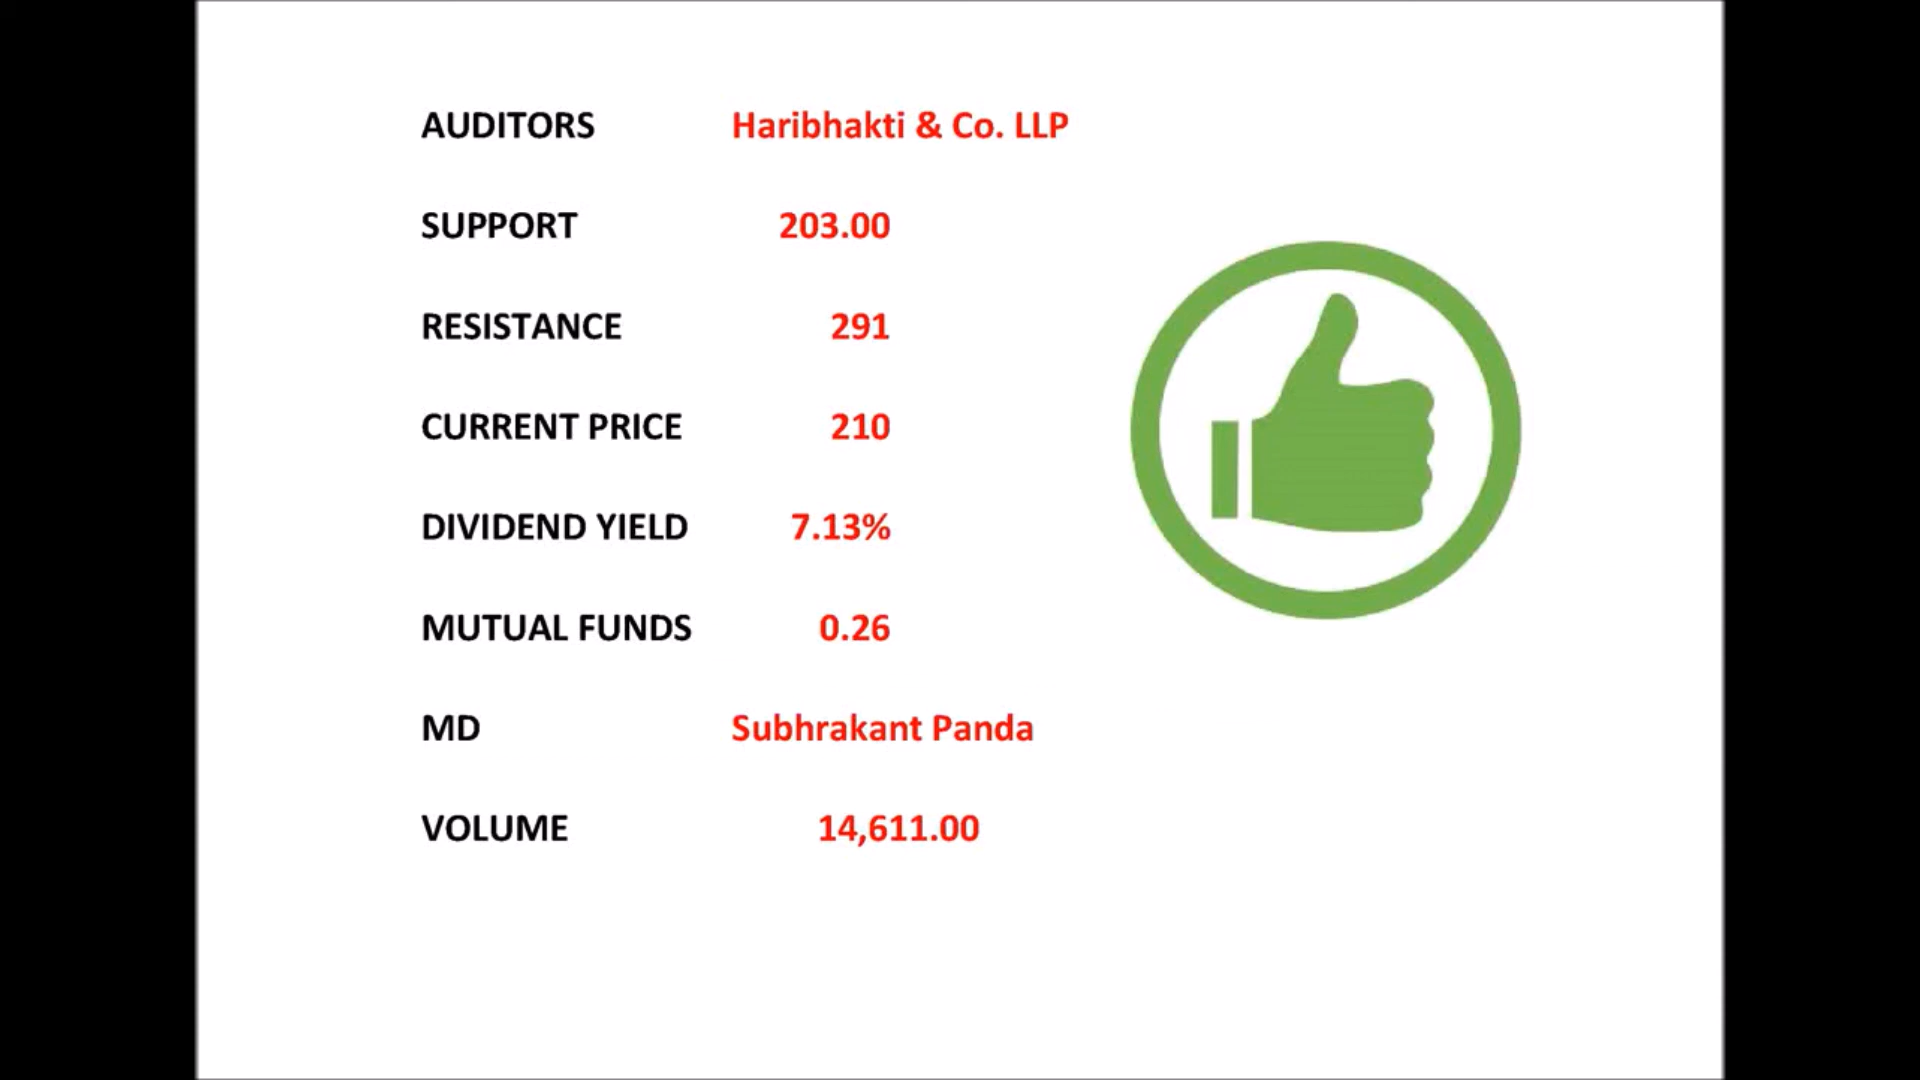 AUDITORS Haribhakti & Co. LLP
SUPPORT 203.00
RESISTANCE 291
CURRENT PRICE 210
DIVIDEND YIELD 7.13%
MUTUAL FUNDS 0.26
MD Subhrakant Panda
VOLUME 14,611.00